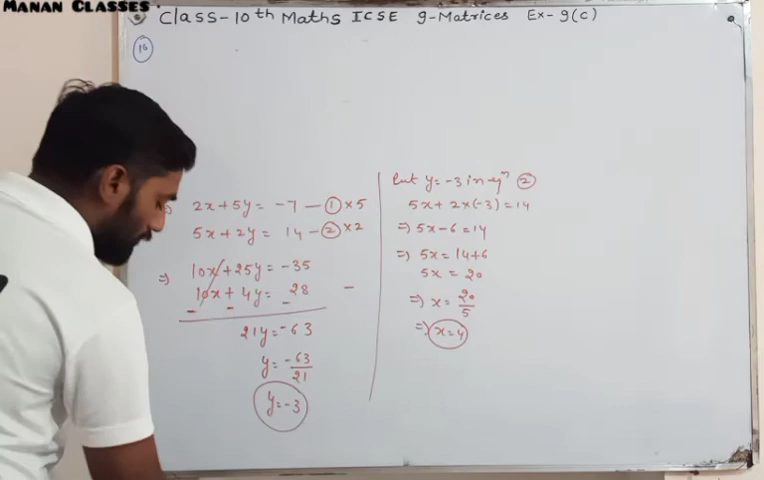 MANAN CLASSES
Class-10th Maths ICSE 9-Matrices Ex-9(c)
16
2x+5y= -7 — ① ×5
5x+2y= 14 - ② ×2
⇒ 10x+25y= -35
10x+ 4y= 28
- - -
21y= -63
y= -63/21
y= -3
Put y= -3 in eqn ②
5x+ 2x(-3) =14
⇒ 5x-6 =14
⇒ 5x = 14+6
5x = 20
⇒ x= 20/5
⇒ x=4